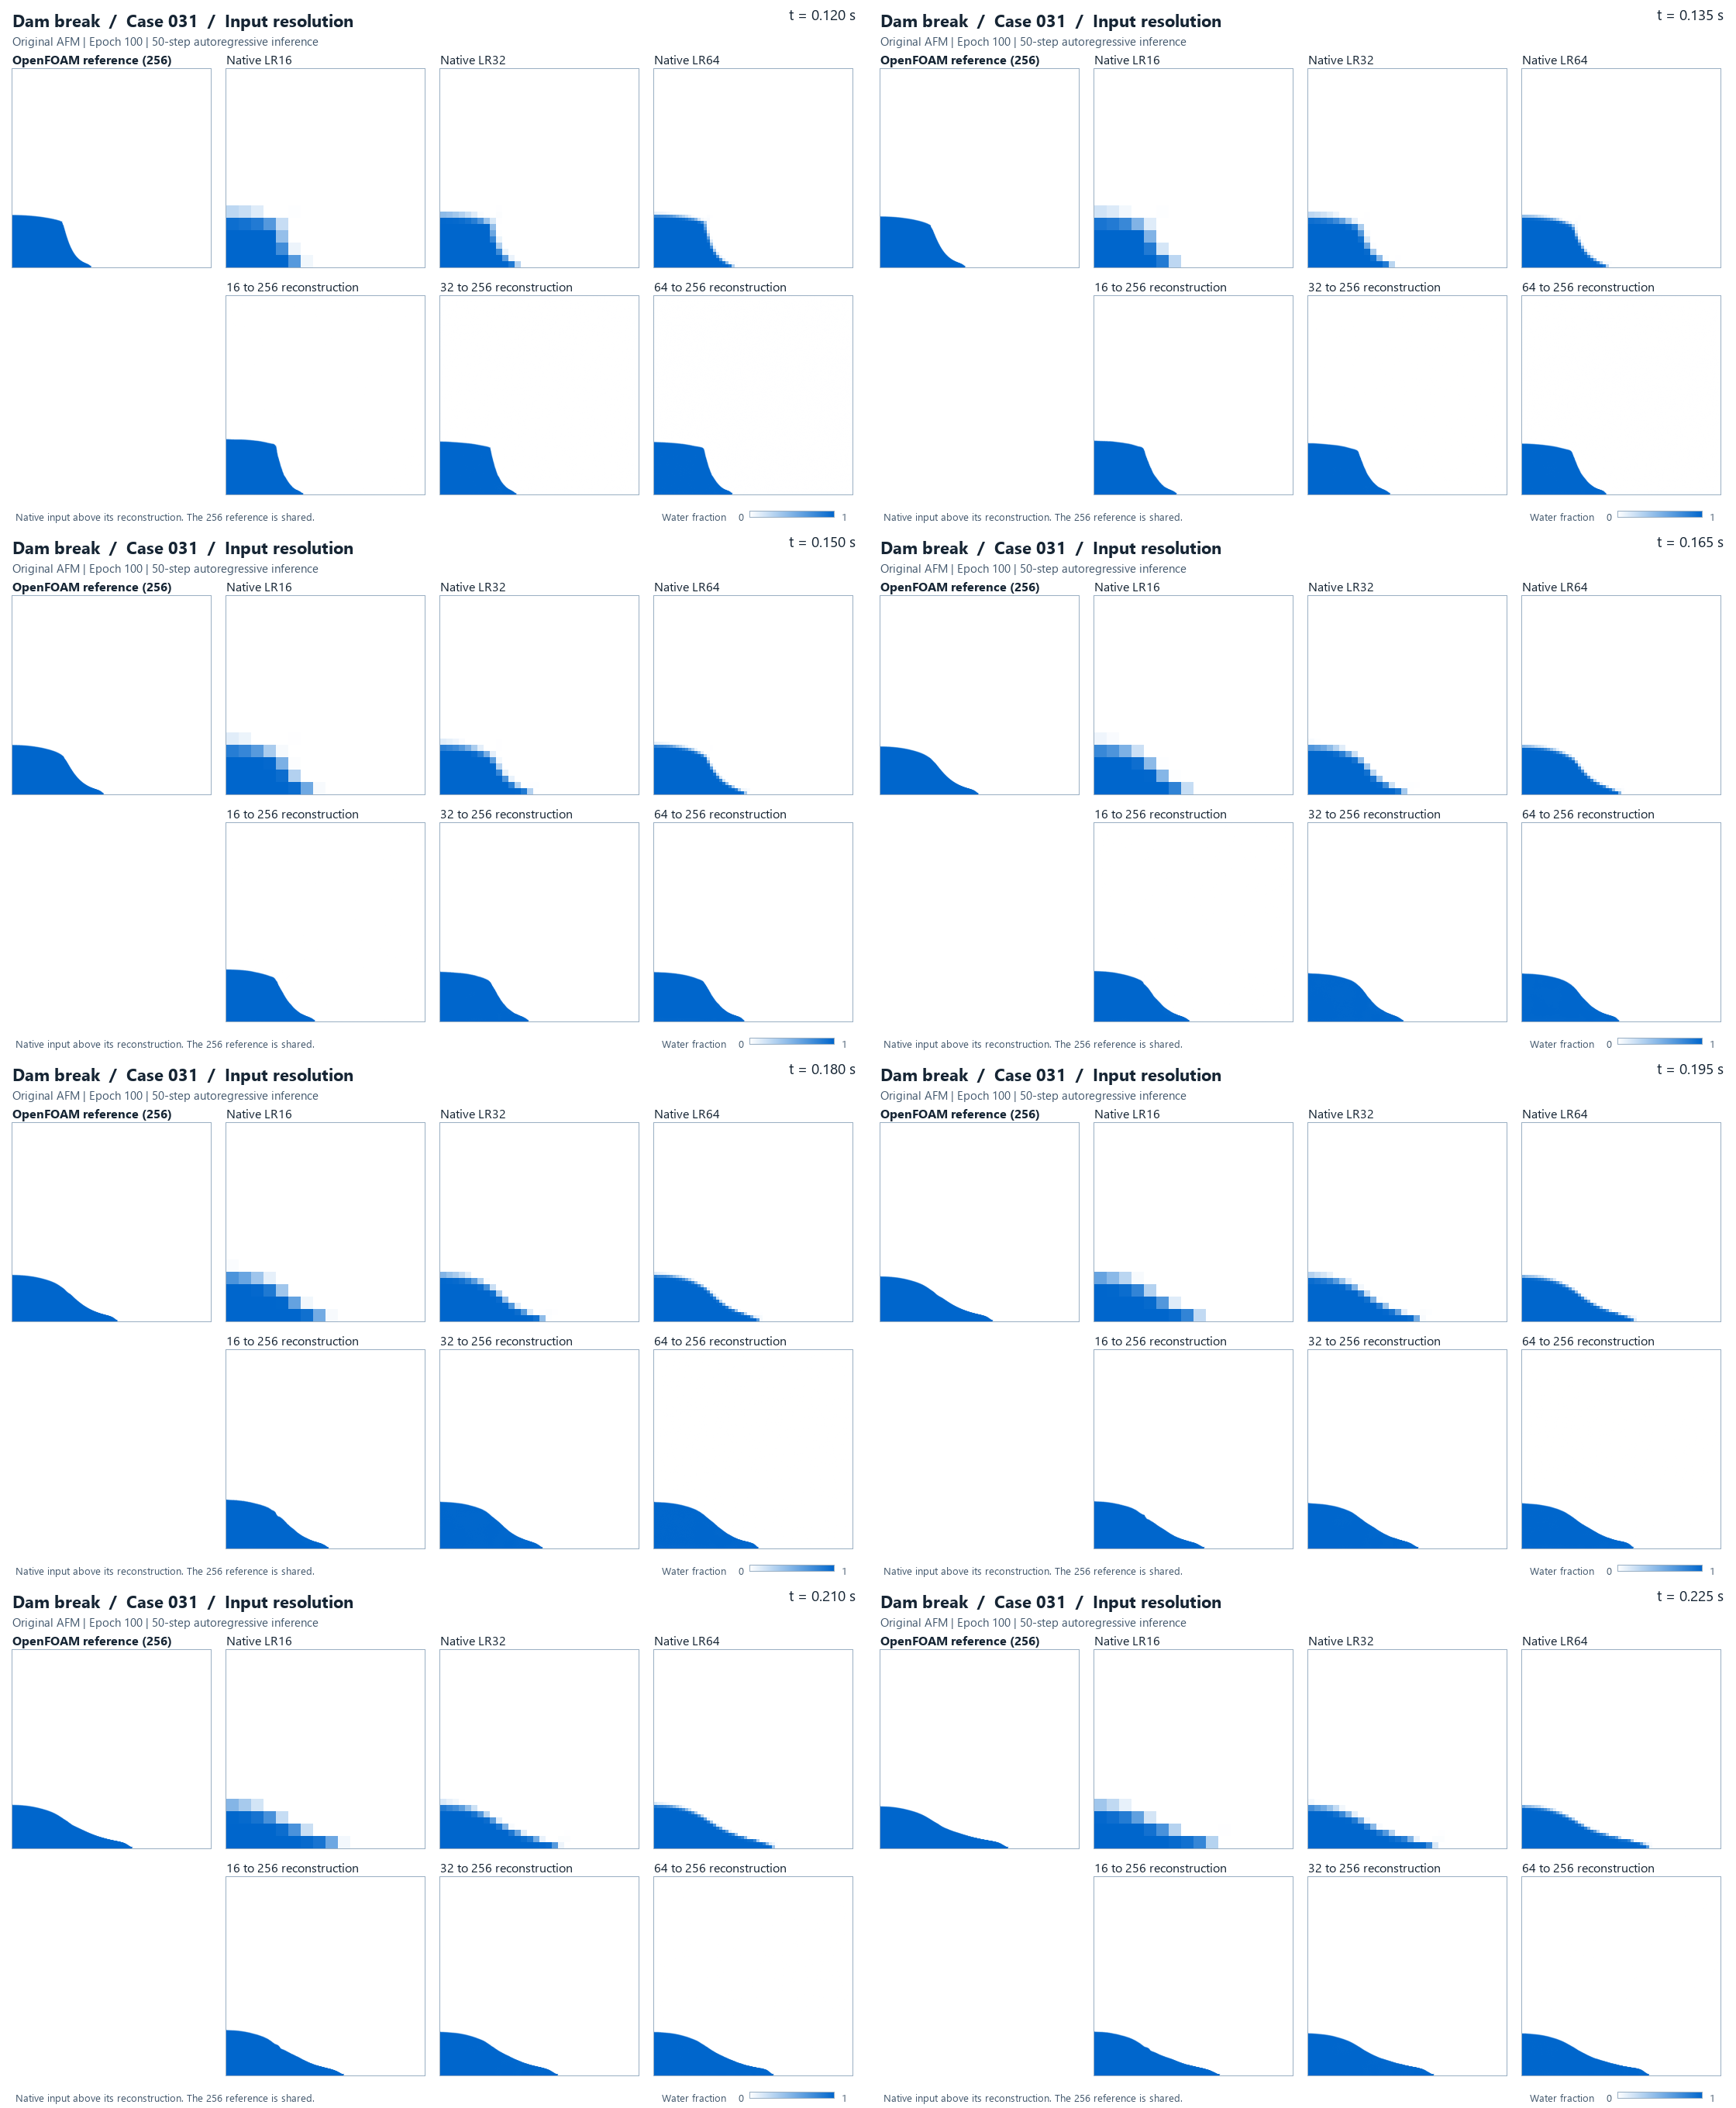 Dam break / Case 031 / Input resolution
t = 0.120 s
Original AFM | Epoch 100 | 50-step autoregressive inference
OpenFOAM reference (256)
Native LR16
Native LR32
Native LR64
16 to 256 reconstruction
32 to 256 reconstruction
64 to 256 reconstruction
Native input above its reconstruction. The 256 reference is shared.
Water fraction 0 1
Dam break / Case 031 / Input resolution
t = 0.135 s
Original AFM | Epoch 100 | 50-step autoregressive inference
OpenFOAM reference (256)
Native LR16
Native LR32
Native LR64
16 to 256 reconstruction
32 to 256 reconstruction
64 to 256 reconstruction
Native input above its reconstruction. The 256 reference is shared.
Water fraction 0 1
Dam break / Case 031 / Input resolution
t = 0.150 s
Original AFM | Epoch 100 | 50-step autoregressive inference
OpenFOAM reference (256)
Native LR16
Native LR32
Native LR64
16 to 256 reconstruction
32 to 256 reconstruction
64 to 256 reconstruction
Native input above its reconstruction. The 256 reference is shared.
Water fraction 0 1
Dam break / Case 031 / Input resolution
t = 0.165 s
Original AFM | Epoch 100 | 50-step autoregressive inference
OpenFOAM reference (256)
Native LR16
Native LR32
Native LR64
16 to 256 reconstruction
32 to 256 reconstruction
64 to 256 reconstruction
Native input above its reconstruction. The 256 reference is shared.
Water fraction 0 1
Dam break / Case 031 / Input resolution
t = 0.180 s
Original AFM | Epoch 100 | 50-step autoregressive inference
OpenFOAM reference (256)
Native LR16
Native LR32
Native LR64
16 to 256 reconstruction
32 to 256 reconstruction
64 to 256 reconstruction
Native input above its reconstruction. The 256 reference is shared.
Water fraction 0 1
Dam break / Case 031 / Input resolution
t = 0.195 s
Original AFM | Epoch 100 | 50-step autoregressive inference
OpenFOAM reference (256)
Native LR16
Native LR32
Native LR64
16 to 256 reconstruction
32 to 256 reconstruction
64 to 256 reconstruction
Native input above its reconstruction. The 256 reference is shared.
Water fraction 0 1
Dam break / Case 031 / Input resolution
t = 0.210 s
Original AFM | Epoch 100 | 50-step autoregressive inference
OpenFOAM reference (256)
Native LR16
Native LR32
Native LR64
16 to 256 reconstruction
32 to 256 reconstruction
64 to 256 reconstruction
Native input above its reconstruction. The 256 reference is shared.
Water fraction 0 1
Dam break / Case 031 / Input resolution
t = 0.225 s
Original AFM | Epoch 100 | 50-step autoregressive inference
OpenFOAM reference (256)
Native LR16
Native LR32
Native LR64
16 to 256 reconstruction
32 to 256 reconstruction
64 to 256 reconstruction
Native input above its reconstruction. The 256 reference is shared.
Water fraction 0 1